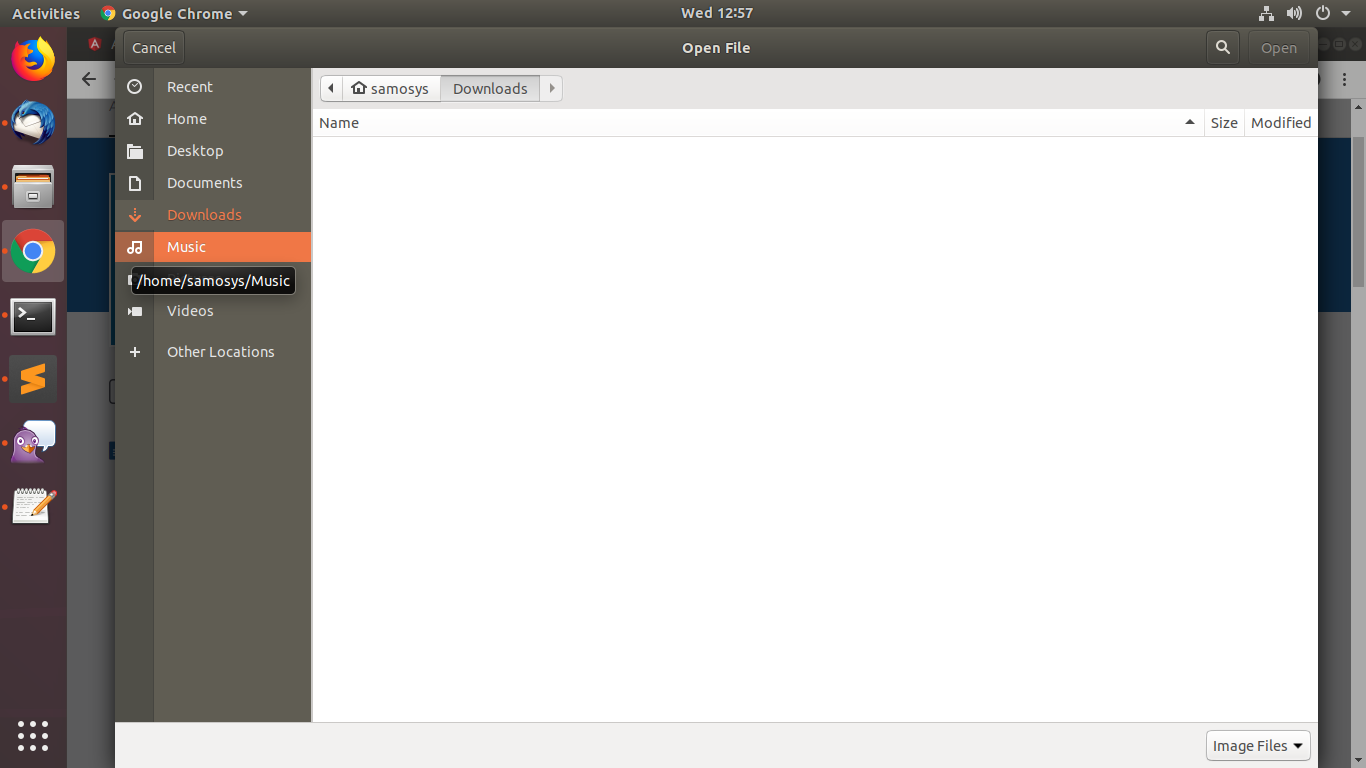 Activities Google Chrome Wed 12:57
Cancel Open File Open
Recent
Home
Desktop
Documents
Downloads
Music
/home/samosys/Music
Videos
Other Locations
samosys Downloads
Name Size Modified
Image Files